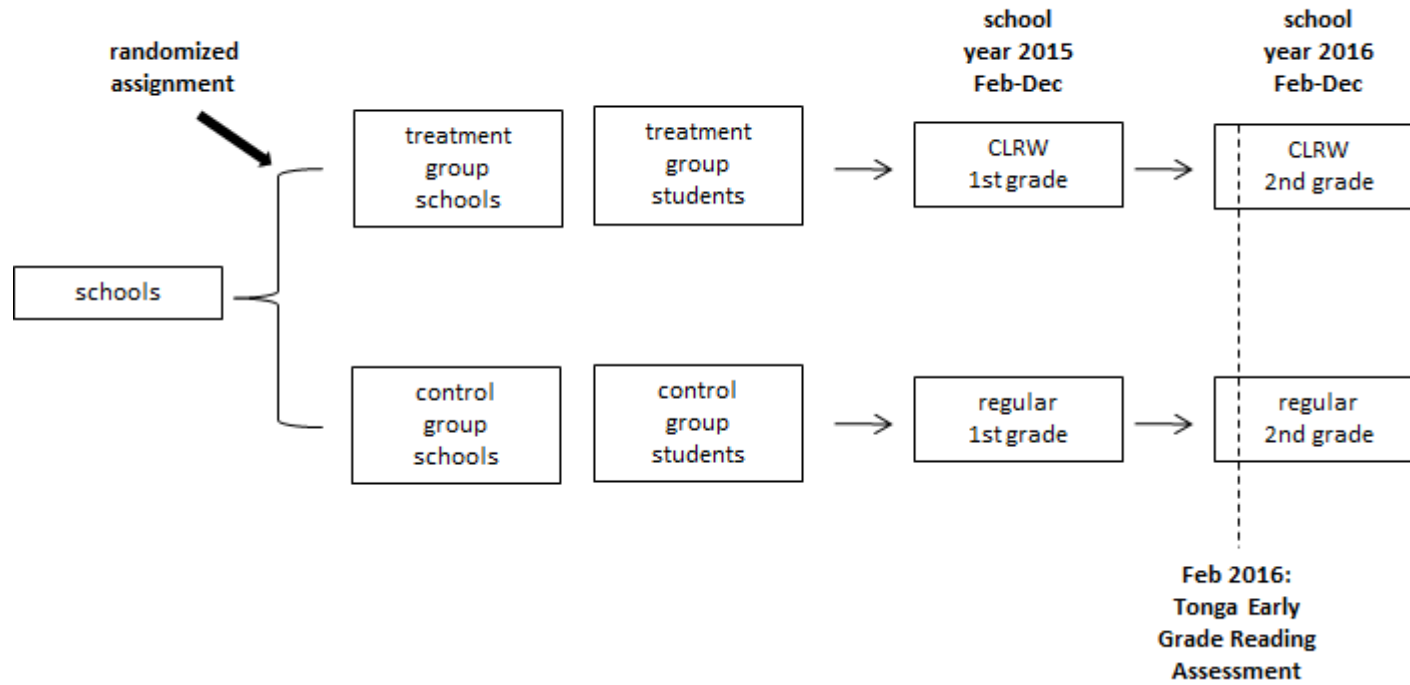 randomized
assignment
school
year 2015
Feb-Dec
school
year 2016
Feb-Dec
treatment
group
schools
treatment
group
students
CLRW
1st grade
CLRW
2nd grade
schools
control
group
schools
control
group
students
regular
1st grade
regular
2nd grade
Feb 2016:
Tonga Early
Grade Reading
Assessment